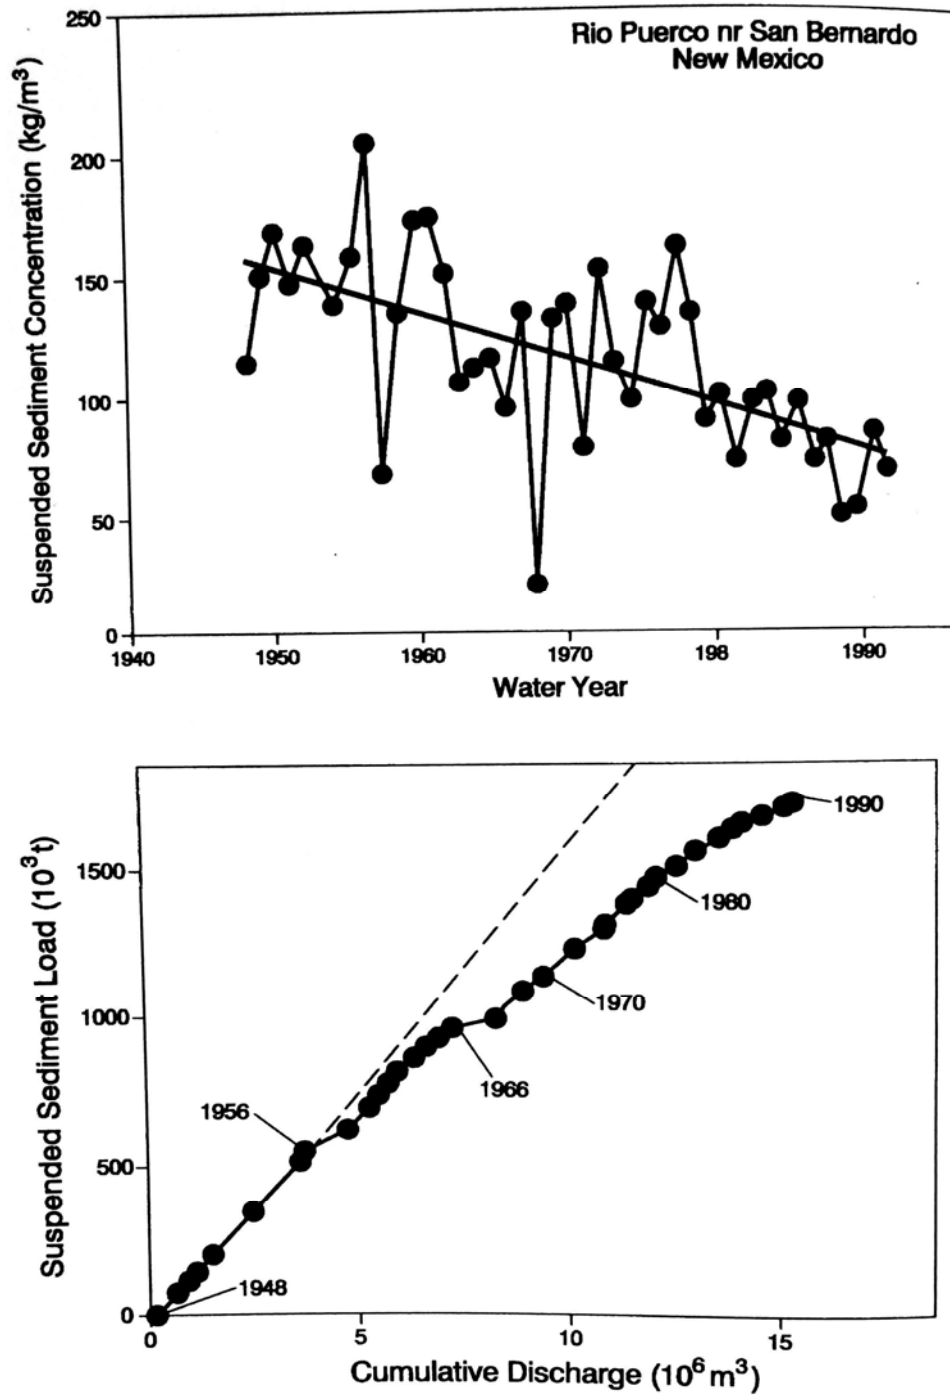 Rio Puerco nr San Bernardo
New Mexico
Suspended Sediment Concentration (kg/m³)
250
200
150
100
50
0
1940 1950 1960 1970 198 1990
Water Year
Suspended Sediment Load (10³t)
1500
1000
500
0
1990
1980
1970
1966
1956
1948
0 5 10 15
Cumulative Discharge (10⁶ m³)